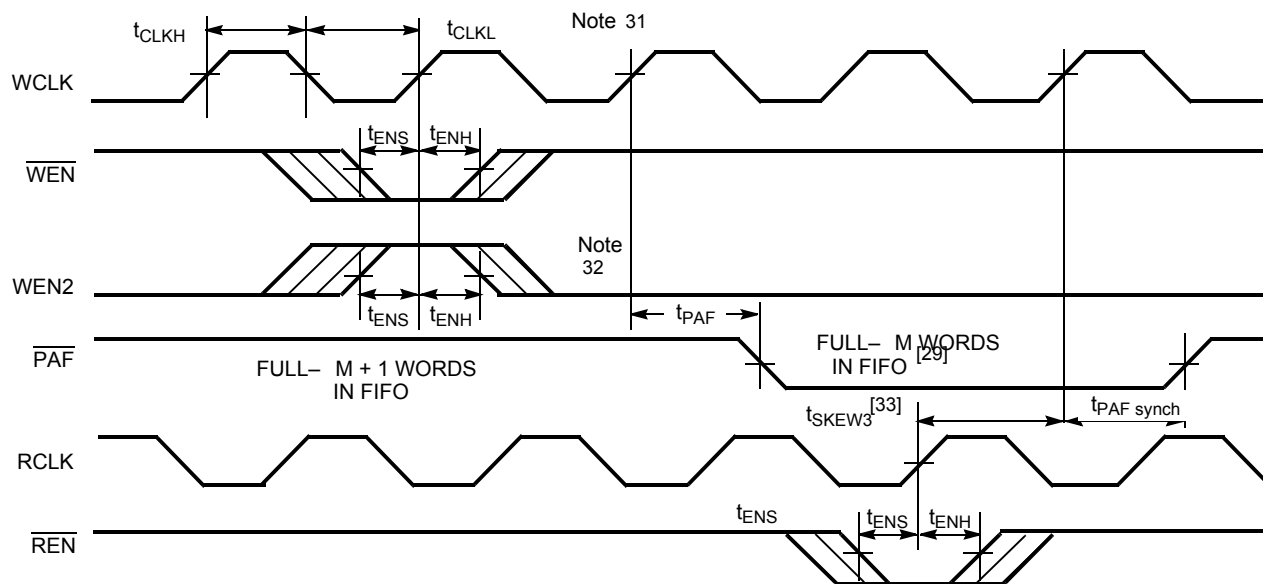 Note 31
tCLKH
tCLKL
WCLK
tENS tENH
WEN
Note
32
WEN2
tENS tENH
tPAF
PAF
FULL– M WORDS
IN FIFO [29]
FULL– M + 1 WORDS
IN FIFO
tSKEW3[33]
tPAF synch
RCLK
tENS
tENS tENH
REN